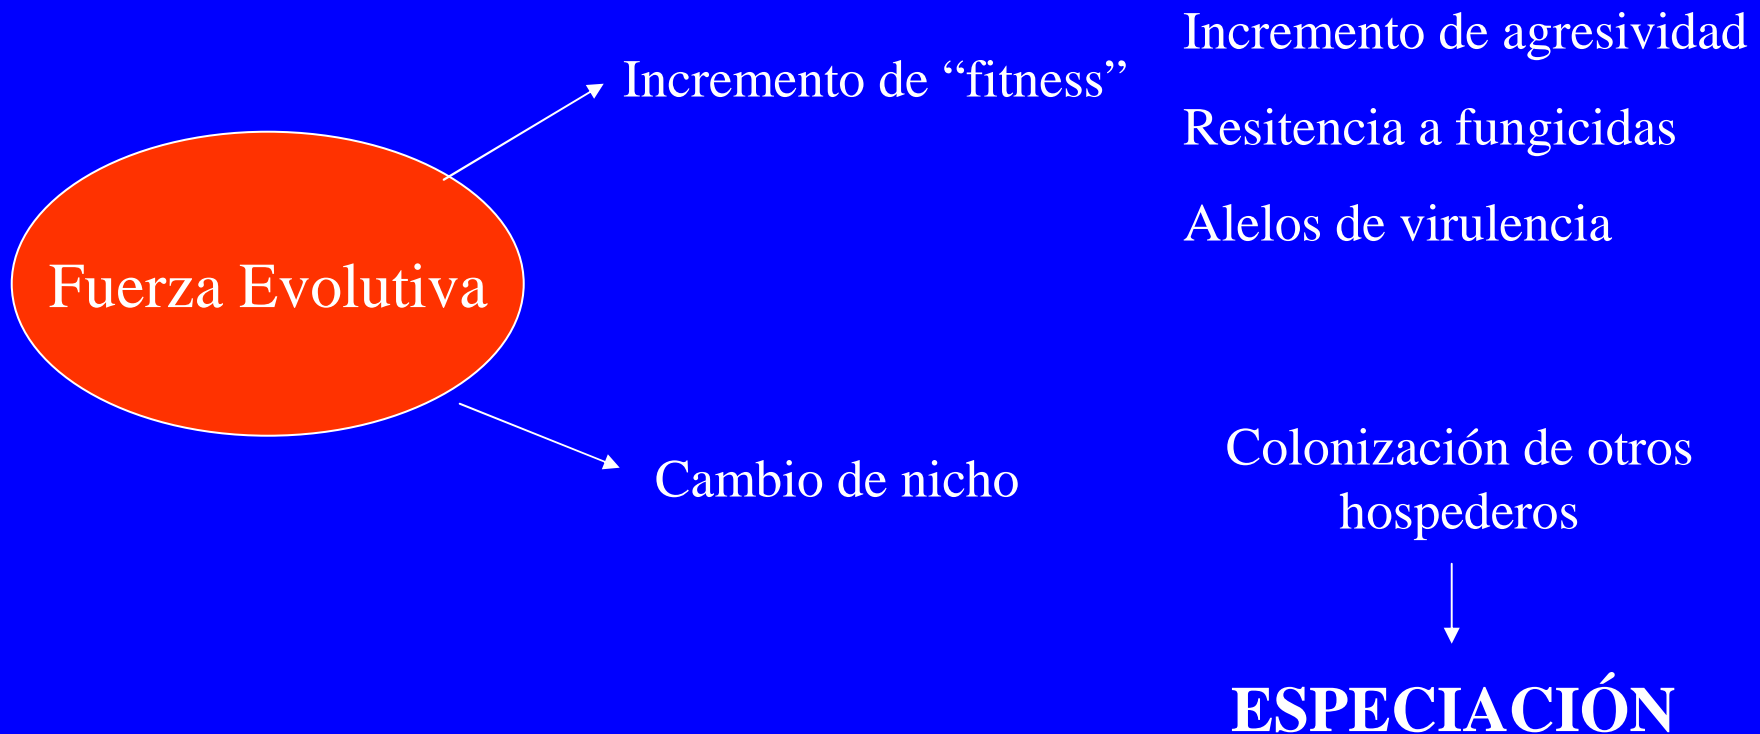 Fuerza Evolutiva
Incremento de “fitness”
Incremento de agresividad
Resitencia a fungicidas
Alelos de virulencia
Cambio de nicho
Colonización de otros
hospederos
ESPECIACIÓN